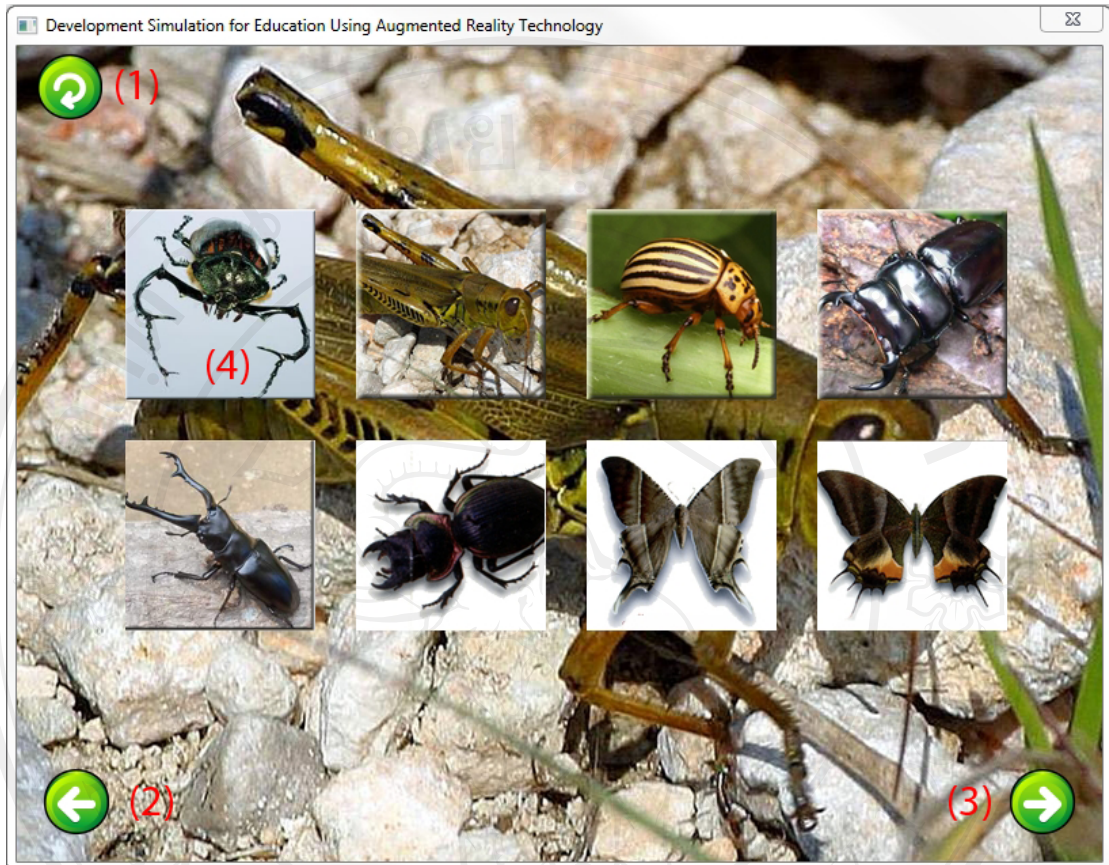 Development Simulation for Education Using Augmented Reality Technology
(1)
(4)
(2)
(3)